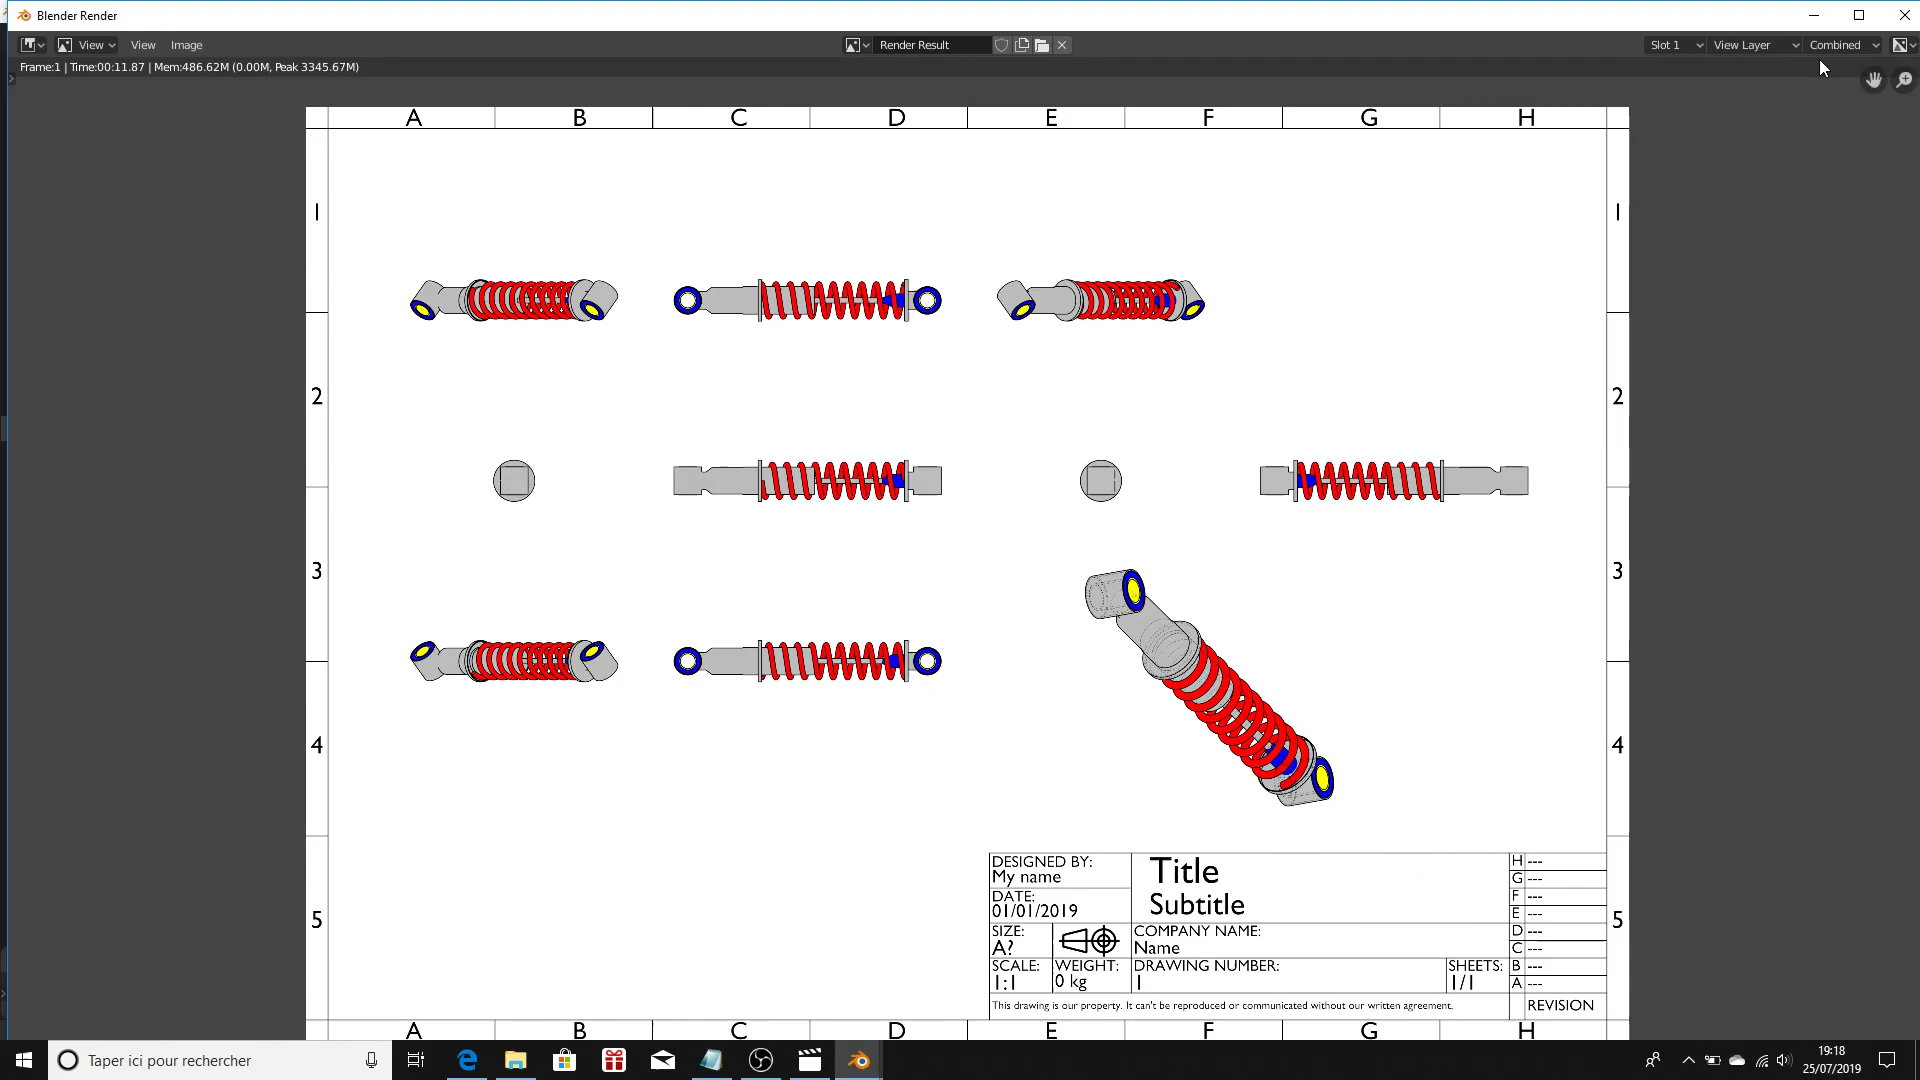 Blender Render
View View Image Render Result Slot 1 View Layer Combined
Frame:1 | Time:00:11.87 | Mem:486.62M (0.00M, Peak 3345.67M)
A B C D E F G H
1 1
2 2
3 3
4 4
5 5
DESIGNED BY:
My name
DATE:
01/01/2019
Title
Subtitle
SIZE:
A?
COMPANY NAME:
Name
SCALE:
1:1
WEIGHT:
0 kg
DRAWING NUMBER:
1
SHEETS:
1/1
H ---
G ---
F ---
E ---
D ---
C ---
B ---
A ---
This drawing is our property. It can't be reproduced or communicated without our written agreement.
REVISION
A B C D E F G H
Taper ici pour rechercher
19:18
25/07/2019